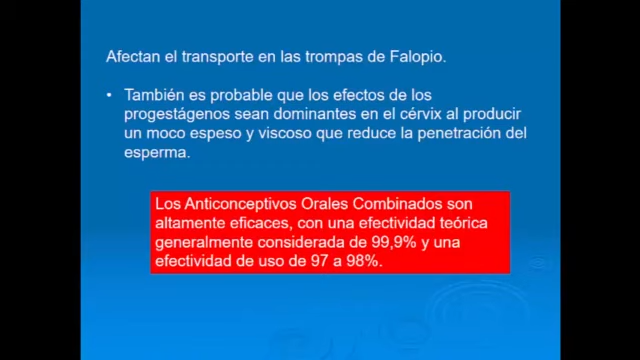 Afectan el transporte en las trompas de Falopio.
• También es probable que los efectos de los
progestágenos sean dominantes en el cérvix al producir
un moco espeso y viscoso que reduce la penetración del
esperma.
Los Anticonceptivos Orales Combinados son
altamente eficaces, con una efectividad teórica
generalmente considerada de 99,9% y una
efectividad de uso de 97 a 98%.